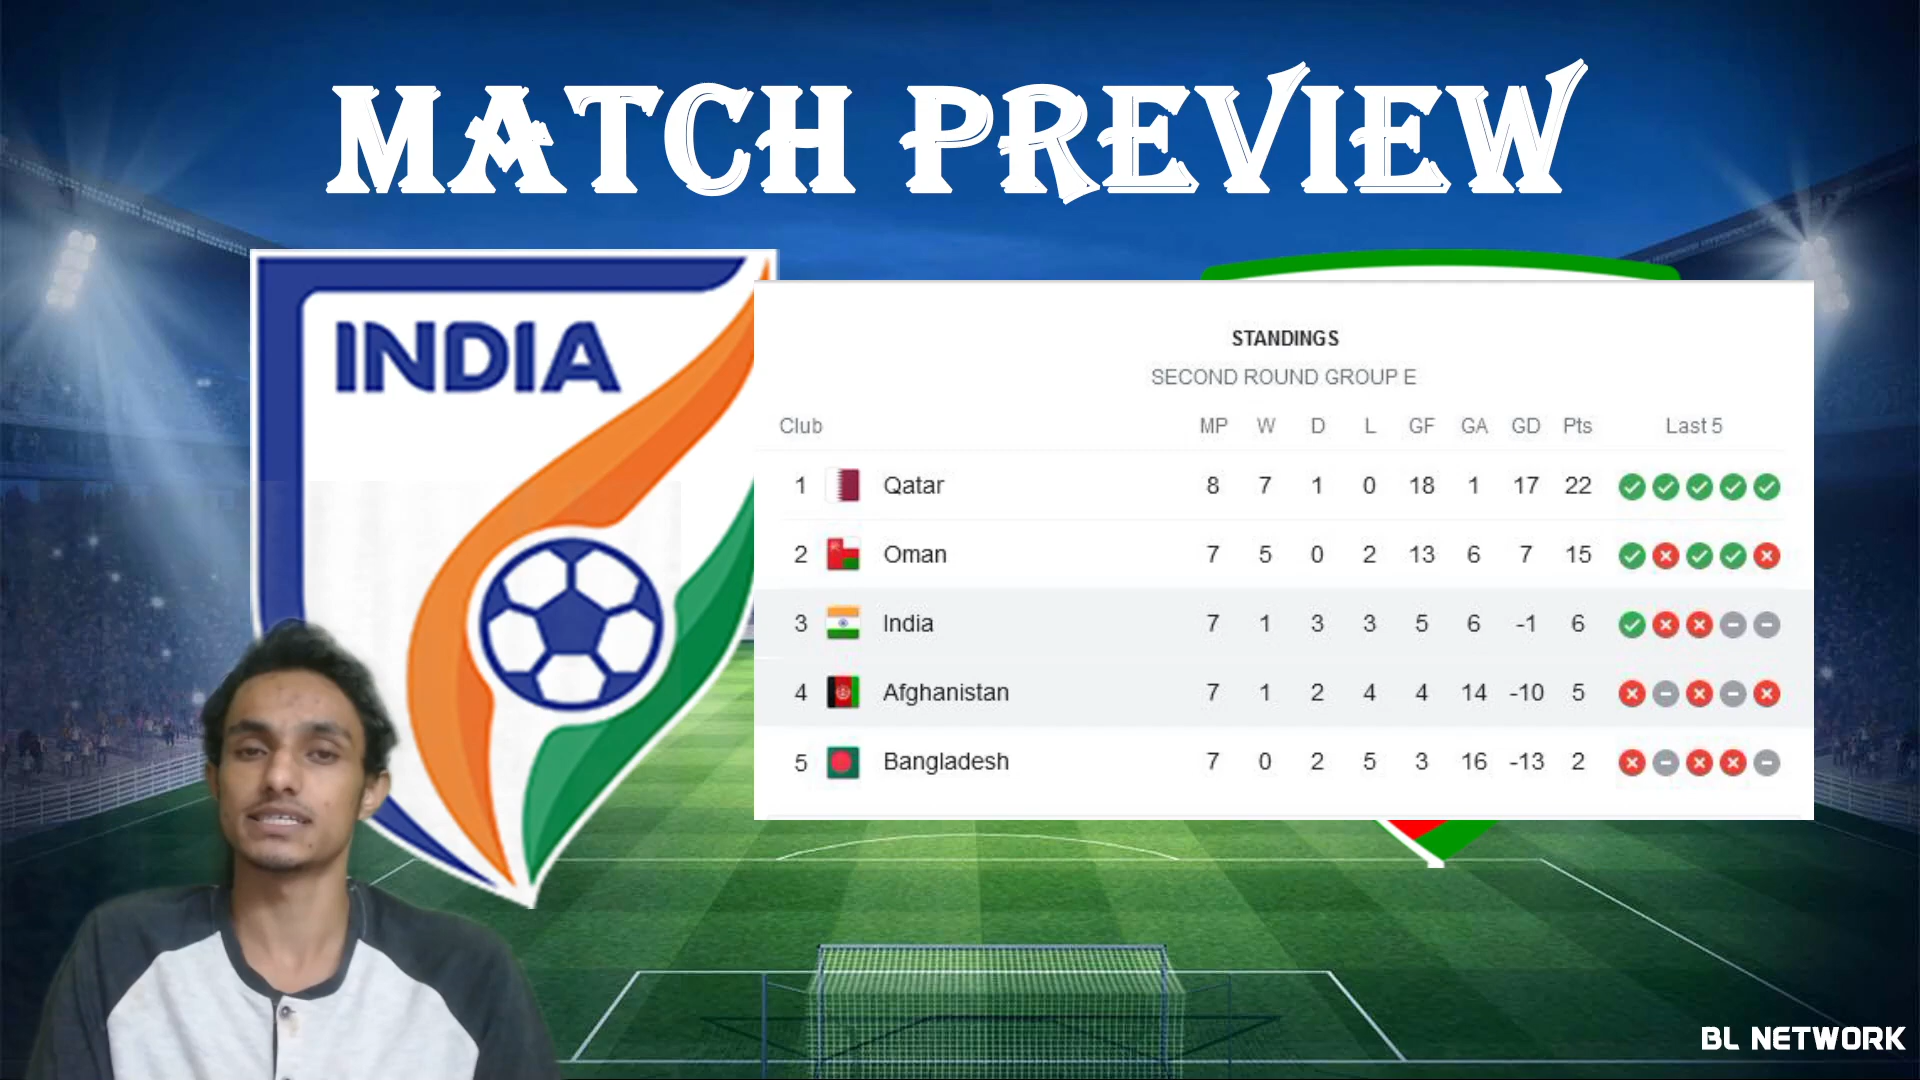 MATCH PREVIEW
INDIA
STANDINGS
SECOND ROUND GROUP E
Club MP W D L GF GA GD Pts Last 5
1 Qatar 8 7 1 0 18 1 17 22
2 Oman 7 5 0 2 13 6 7 15
3 India 7 1 3 3 5 6 -1 6
4 Afghanistan 7 1 2 4 4 14 -10 5
5 Bangladesh 7 0 2 5 3 16 -13 2
BL NETWORK